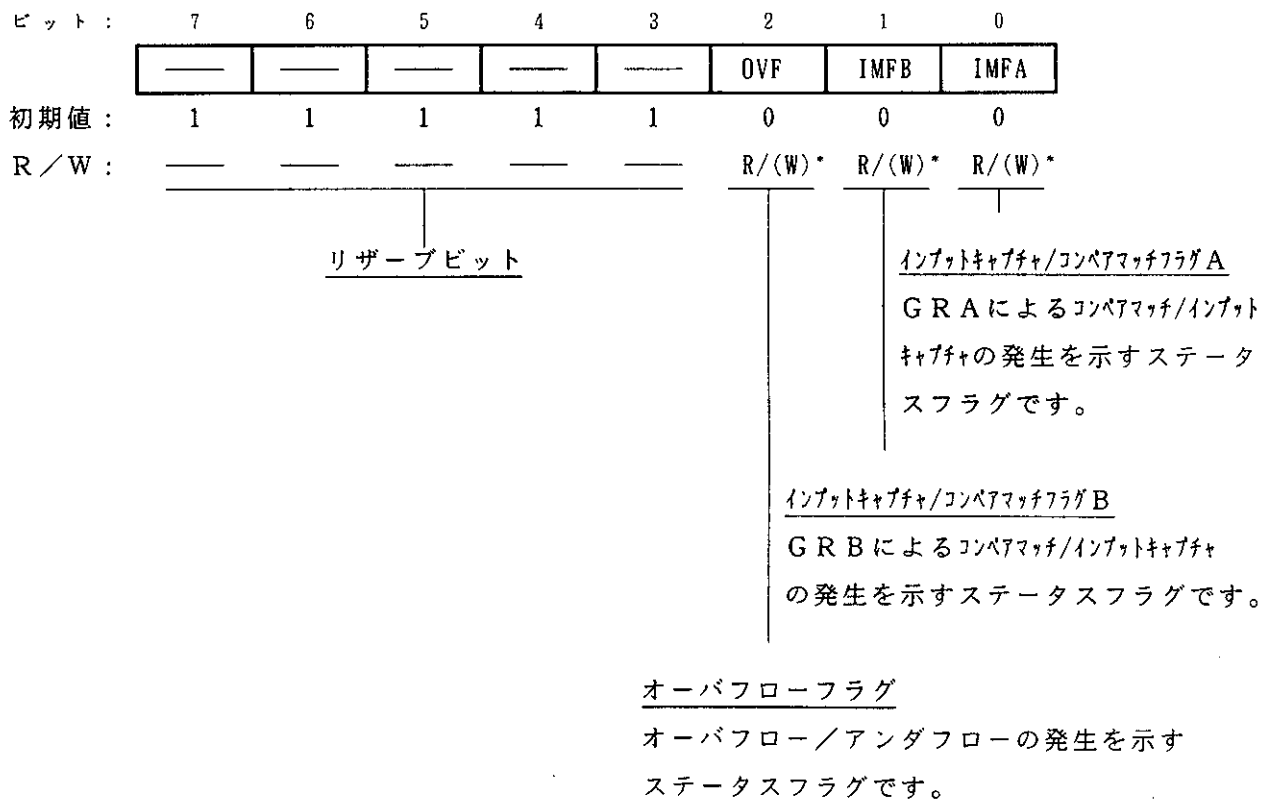 ビット： 7 6 5 4 3 2 1 0
― ― ― ― ― OVF IMFB IMFA
初期値： 1 1 1 1 1 0 0 0
R／W： ― ― ― ― ― R/(W)* R/(W)* R/(W)*
リザーブビット
インプットキャプチャ/コンペアマッチフラグA
GRAによるコンペアマッチ/インプット
キャプチャの発生を示すステータ
スフラグです。
インプットキャプチャ/コンペアマッチフラグB
GRBによるコンペアマッチ/インプットキャプチャ
の発生を示すステータスフラグです。
オーバフローフラグ
オーバフロー／アンダフローの発生を示す
ステータスフラグです。